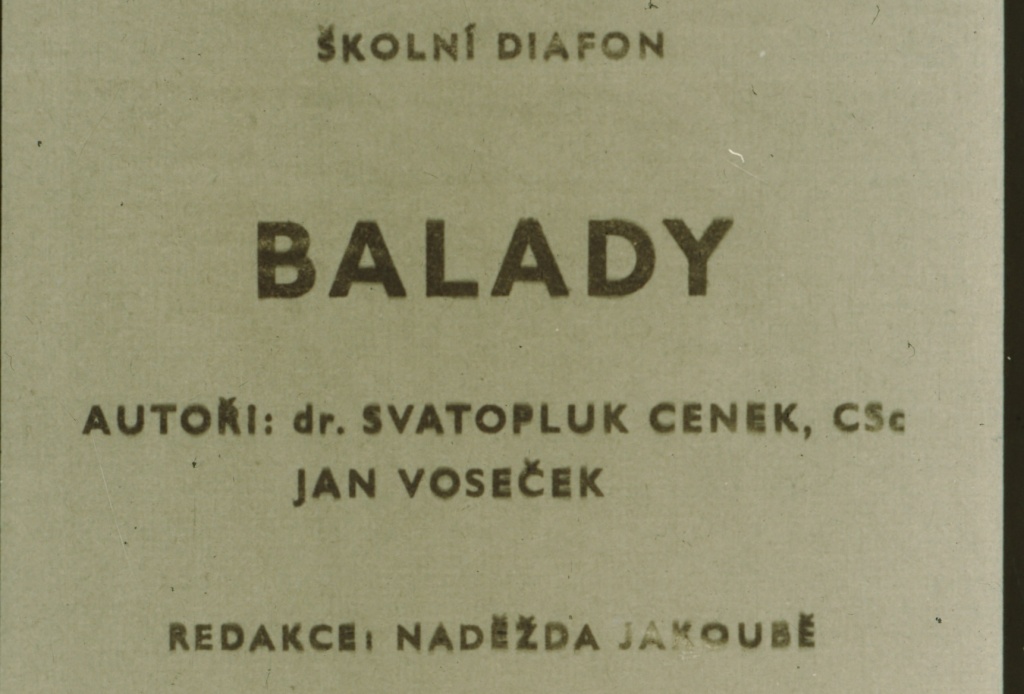 ŠKOLNÍ DIAFON
BALADY
AUTOŘI: dr. SVATOPLUK CENEK, CSc
JAN VOSEČEK
REDAKCE: NADĚŽDA JAKOUBĚ